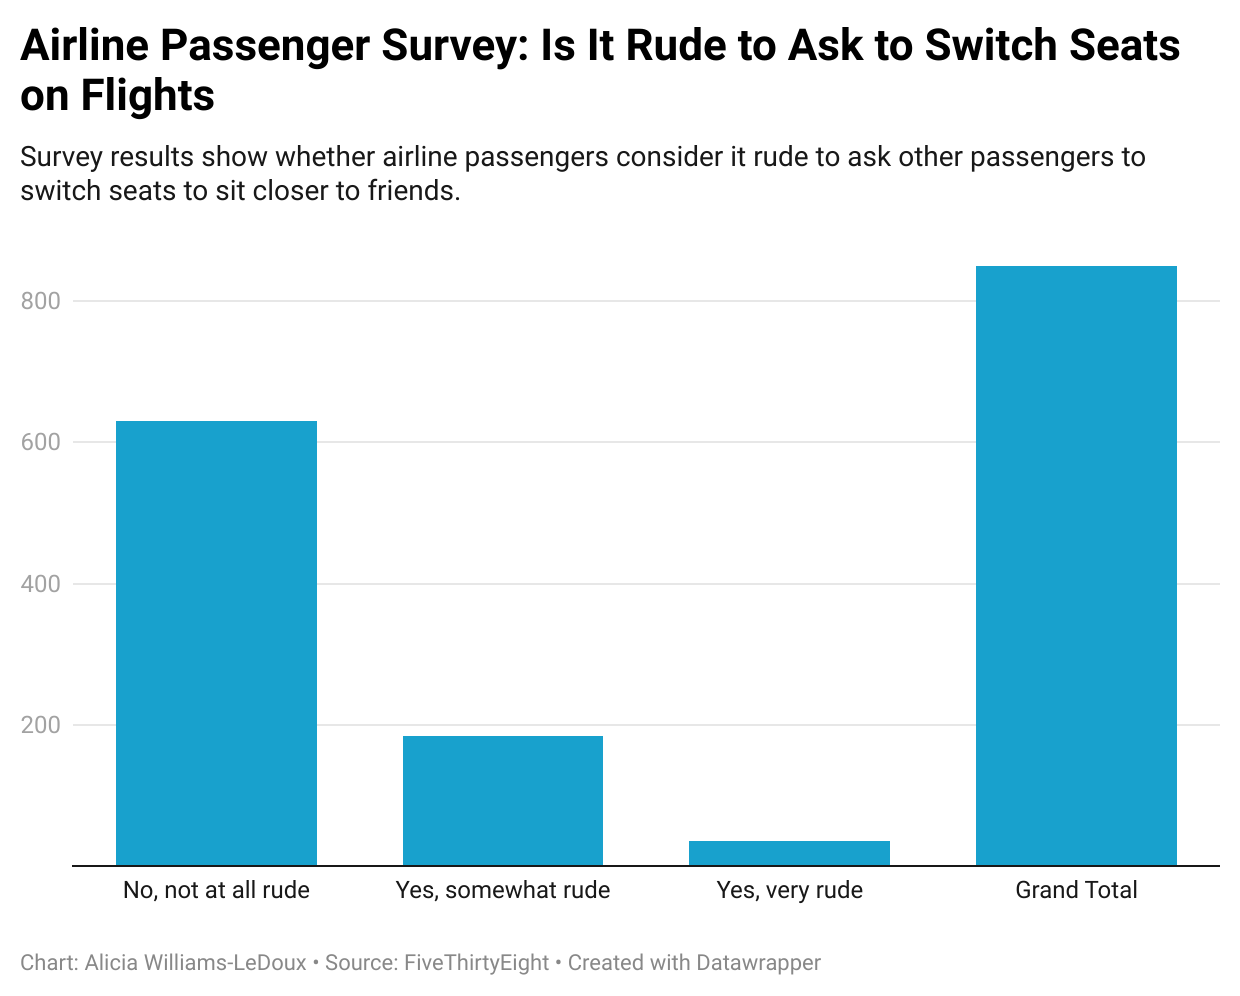 Airline Passenger Survey: Is It Rude to Ask to Switch Seats
on Flights
Survey results show whether airline passengers consider it rude to ask other passengers to
switch seats to sit closer to friends.
800
600
400
200
No, not at all rude
Yes, somewhat rude
Yes, very rude
Grand Total
Chart: Alicia Williams-LeDoux • Source: FiveThirtyEight • Created with Datawrapper